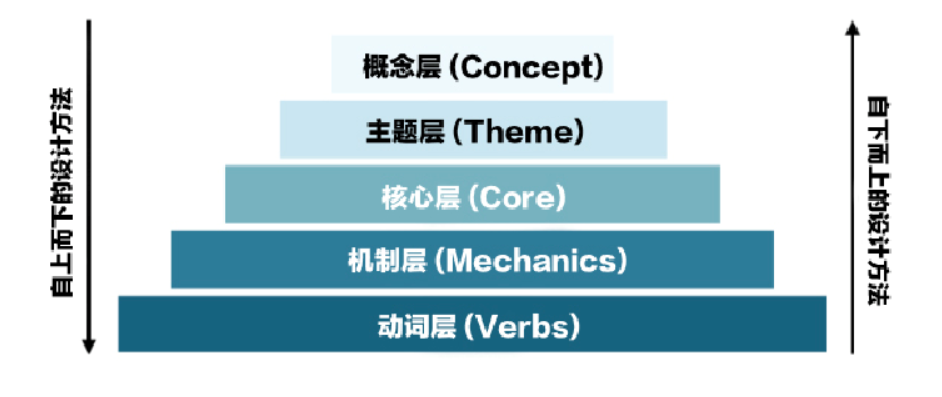 概念层 (Concept)
主题层 (Theme)
核心层 (Core)
机制层 (Mechanics)
动词层 (Verbs)
自上而下的设计方法
自下而上的设计方法